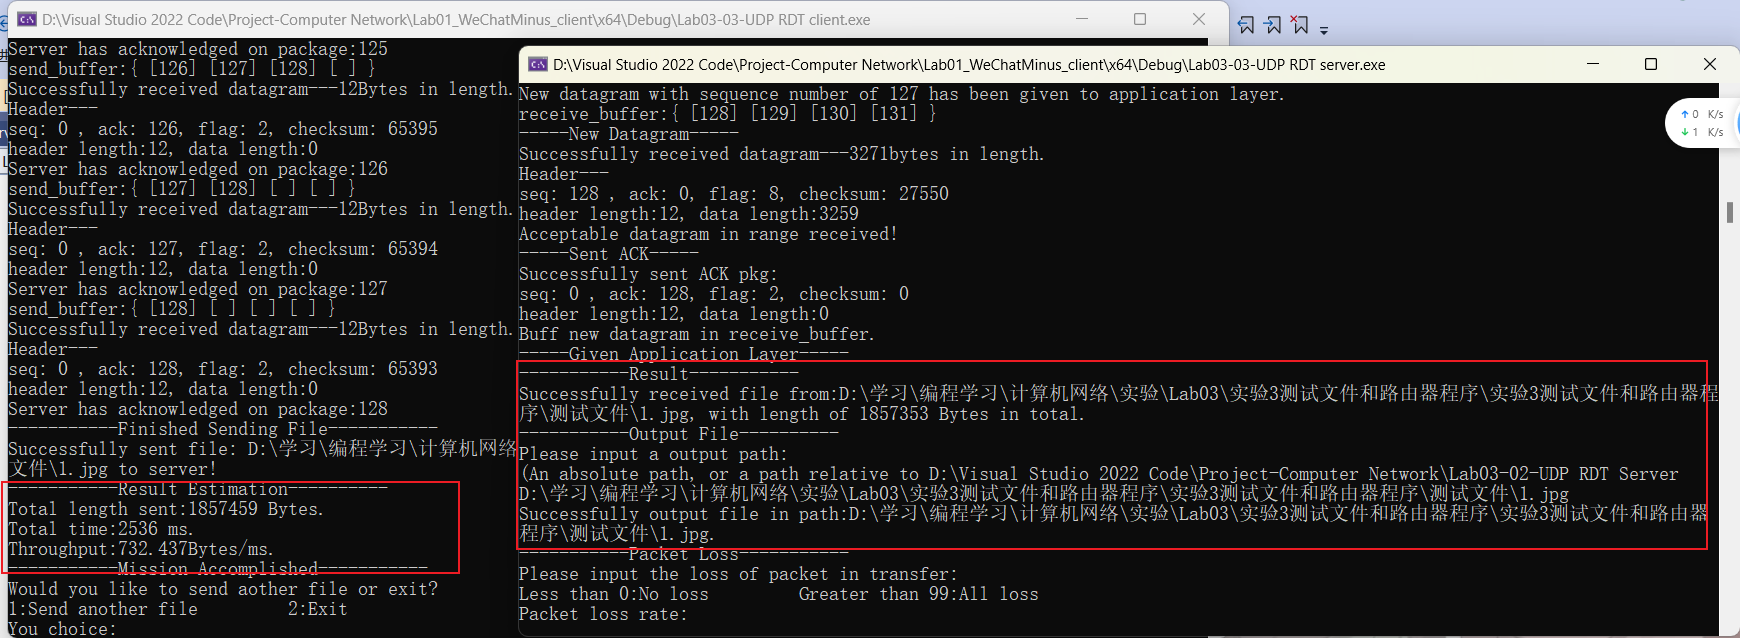 D:\Visual Studio 2022 Code\Project-Computer Network\Lab01_WeChatMinus_client\x64\Debug\Lab03-03-UDP RDT client.exe
Server has acknowledged on package:125
send_buffer:{ [126] [127] [128] [ ] }
Successfully received datagram---12Bytes in length.
Header---
seq: 0 , ack: 126, flag: 2, checksum: 65395
header length:12, data length:0
Server has acknowledged on package:126
send_buffer:{ [127] [128] [ ] [ ] }
Successfully received datagram---12Bytes in length.
Header---
seq: 0 , ack: 127, flag: 2, checksum: 65394
header length:12, data length:0
Server has acknowledged on package:127
send_buffer:{ [128] [ ] [ ] [ ] }
Successfully received datagram---12Bytes in length.
Header---
seq: 0 , ack: 128, flag: 2, checksum: 65393
header length:12, data length:0
Server has acknowledged on package:128
-----------Finished Sending File-----------
Successfully sent file: D:\学习\编程学习\计算机网络
文件\1.jpg to server!
-----------Result Estimation----------
Total length sent:1857459 Bytes.
Total time:2536 ms.
Throughput:732.437Bytes/ms.
-----------Mission Accomplished-----------
Would you like to send aother file or exit?
1:Send another file         2:Exit
You choice:
D:\Visual Studio 2022 Code\Project-Computer Network\Lab01_WeChatMinus_client\x64\Debug\Lab03-03-UDP RDT server.exe
New datagram with sequence number of 127 has been given to application layer.
receive_buffer:{ [128] [129] [130] [131] }
-----New Datagram-----
Successfully received datagram---3271bytes in length.
Header---
seq: 128 , ack: 0, flag: 8, checksum: 27550
header length:12, data length:3259
Acceptable datagram in range received!
-----Sent ACK-----
Successfully sent ACK pkg:
seq: 0 , ack: 128, flag: 2, checksum: 0
header length:12, data length:0
Buff new datagram in receive_buffer.
-----Given Application Layer-----
-----------Result-----------
Successfully received file from:D:\学习\编程学习\计算机网络\实验\Lab03\实验3测试文件和路由器程序\实验3测试文件和路由器程
序\测试文件\1.jpg, with length of 1857353 Bytes in total.
-----------Output File----------
Please input a output path:
(An absolute path, or a path relative to D:\Visual Studio 2022 Code\Project-Computer Network\Lab03-02-UDP RDT Server
D:\学习\编程学习\计算机网络\实验\Lab03\实验3测试文件和路由器程序\实验3测试文件和路由器程序\测试文件\1.jpg
Successfully output file in path:D:\学习\编程学习\计算机网络\实验\Lab03\实验3测试文件和路由器程序\实验3测试文件和路由器
程序\测试文件\1.jpg.
-----------Packet Loss-----------
Please input the loss of packet in transfer:
Less than 0:No loss         Greater than 99:All loss
Packet loss rate:
↑ 0 K/s
↓ 1 K/s